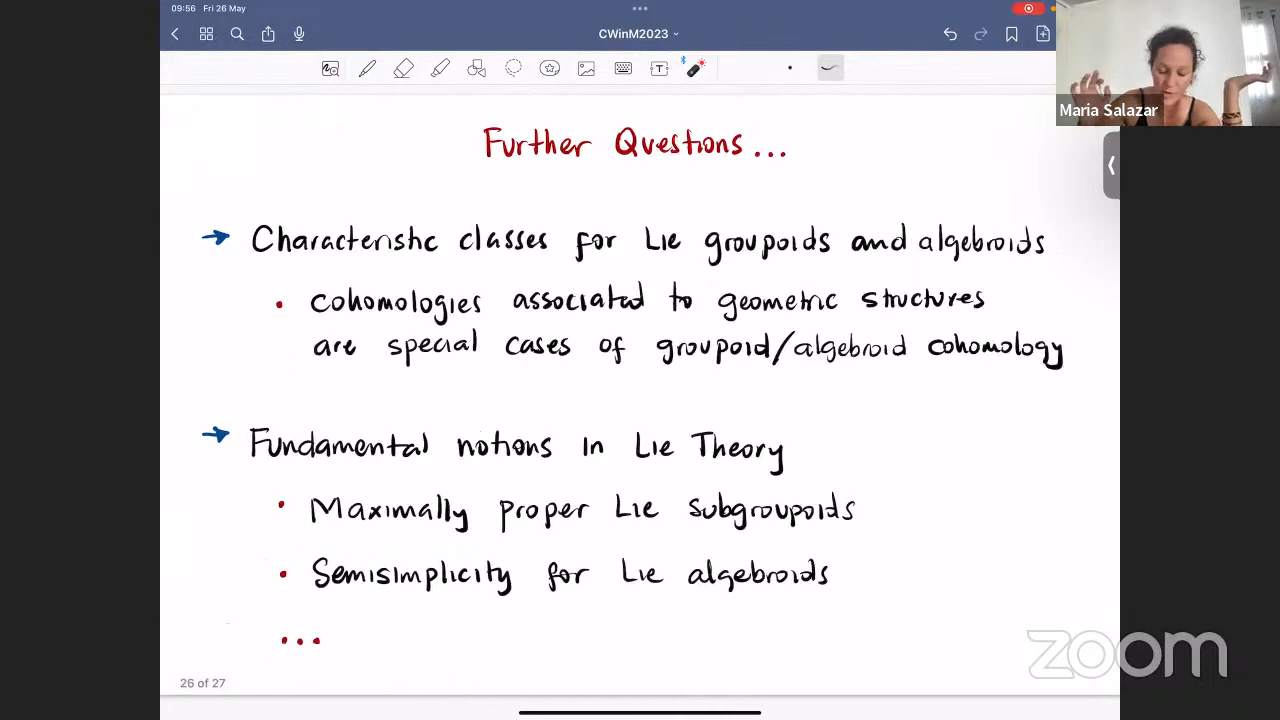 09:56 Fri 26 May
CWinM2023
Maria Salazar
Further Questions...
→ Characteristic classes for Lie groupoids and algebroids
• Cohomologies associated to geometric structures
are special cases of groupoid/algebroid cohomology
→ Fundamental notions in Lie Theory
• Maximally proper Lie subgroupoids
• Semisimplicity for Lie algebroids
...
26 of 27
zoom